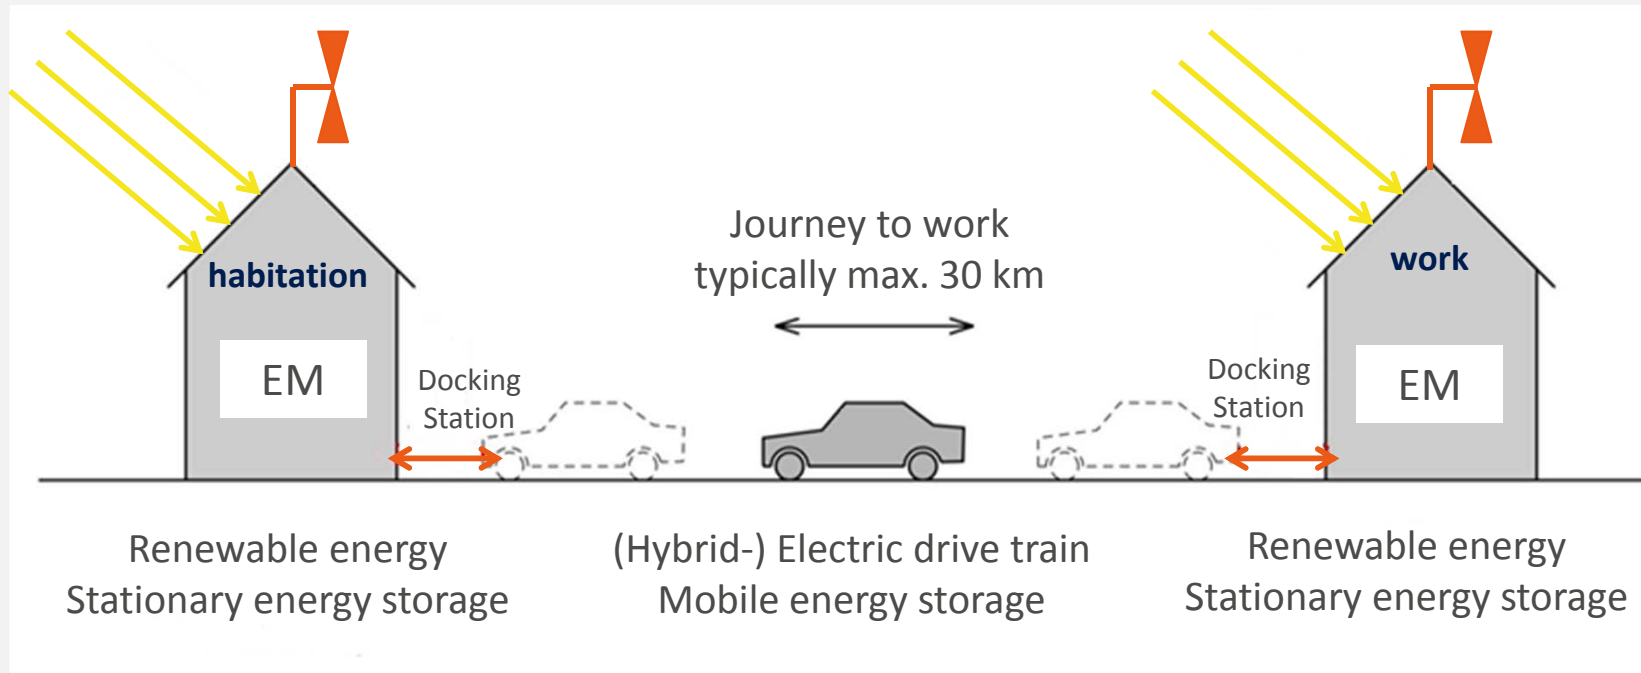 habitation
EM
Docking
Station
Journey to work
typically max. 30 km
Docking
Station
work
EM
Renewable energy
Stationary energy storage
(Hybrid-) Electric drive train
Mobile energy storage
Renewable energy
Stationary energy storage